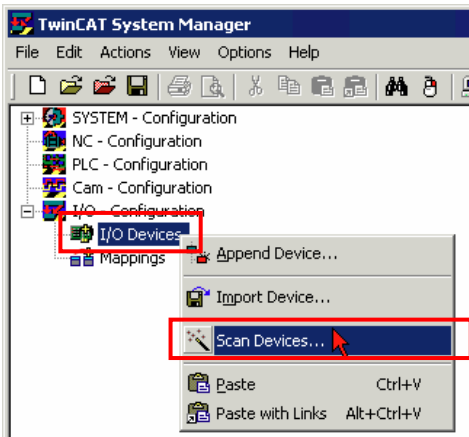 TwinCAT System Manager
File Edit Actions View Options Help
SYSTEM - Configuration
NC - Configuration
PLC - Configuration
Cam - Configuration
I/O - Configuration
I/O Devices
Mappings
Append Device...
Import Device...
Scan Devices...
Paste Ctrl+V
Paste with Links Alt+Ctrl+V